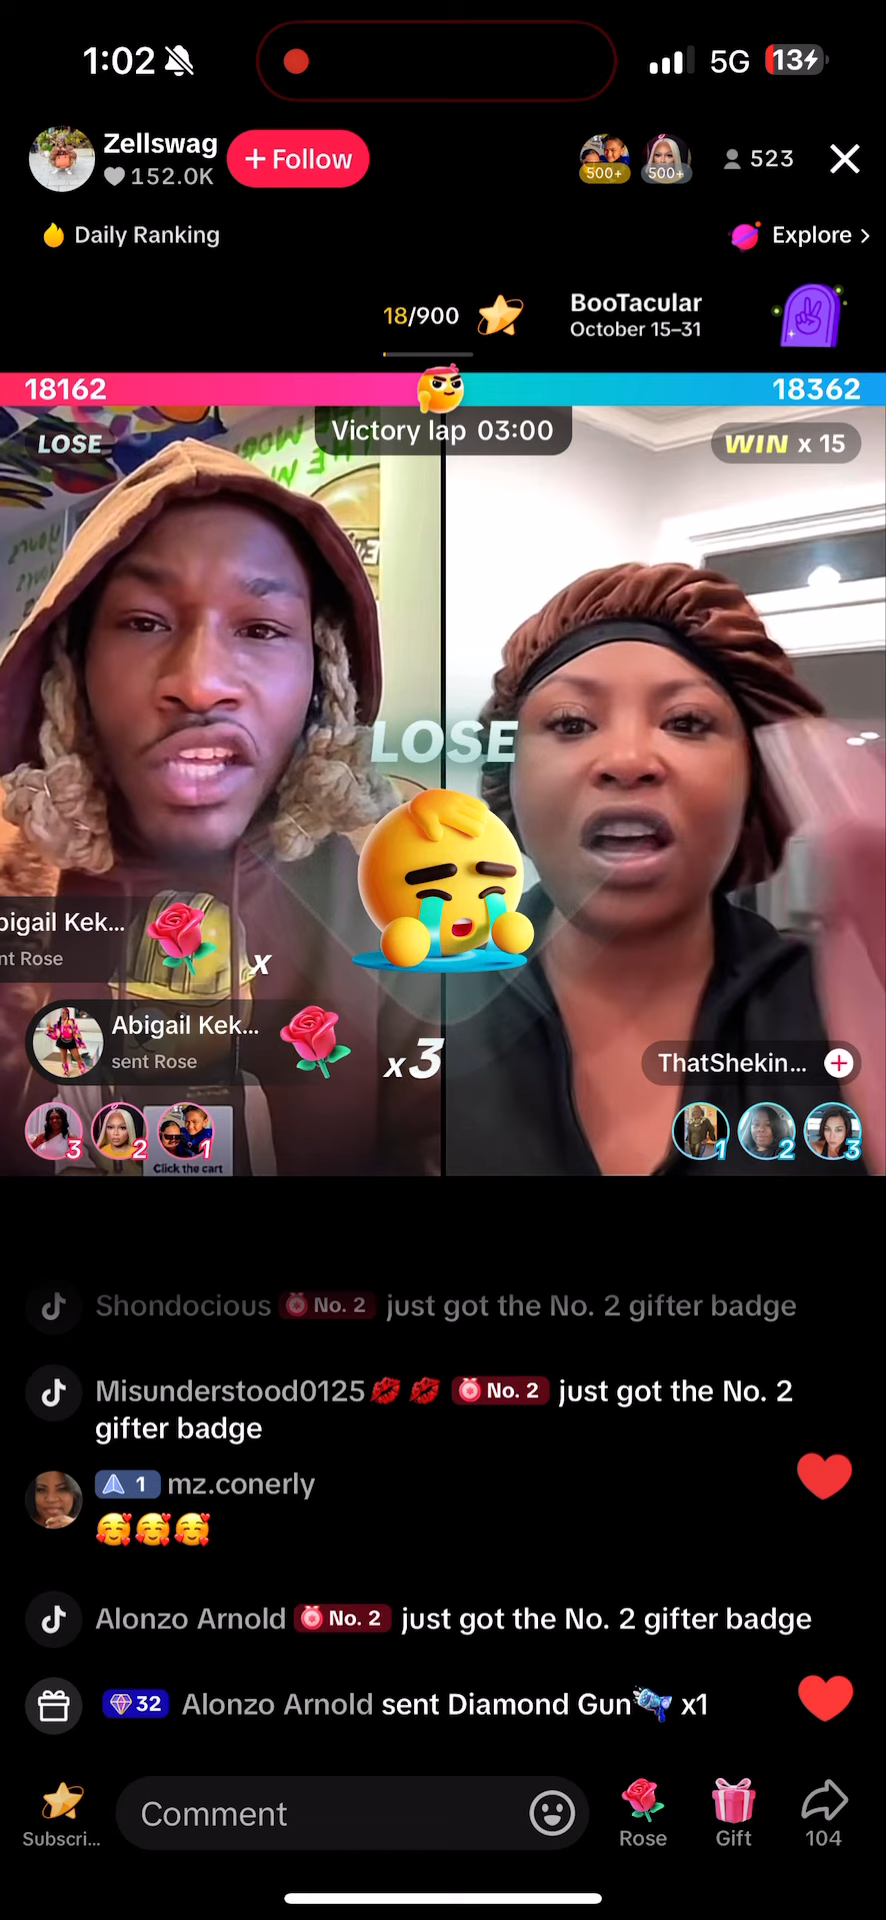 1:02
5G
13
Zellswag
152.0K
+ Follow
500+
500+
523
Daily Ranking
Explore >
18/900
BooTacular
October 15–31
18162
18362
Victory lap 03:00
LOSE
WIN x 15
LOSE
bigail Kek...
nt Rose
x
Abigail Kek...
sent Rose
x3
ThatShekin...
3
2
1
1
2
3
Click the cart
Shondocious No. 2 just got the No. 2 gifter badge
Misunderstood0125💋💋 No. 2 just got the No. 2
gifter badge
1 mz.conerly
🥰🥰🥰
Alonzo Arnold No. 2 just got the No. 2 gifter badge
32 Alonzo Arnold sent Diamond Gun x1
Subscri...
Comment
Rose
Gift
104